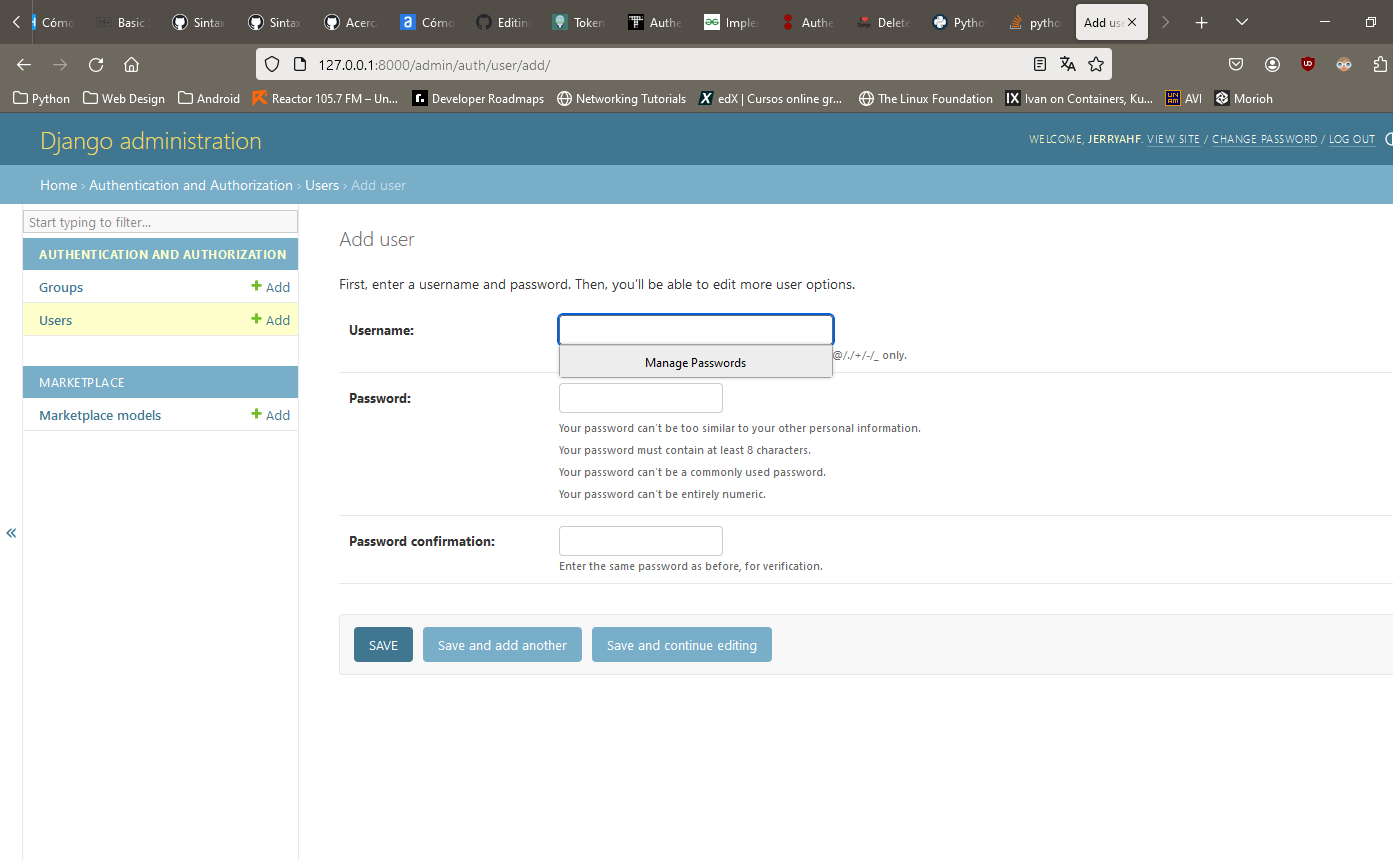 Cómo
Basic
Sintax
Sintax
Acerc
Cómo
Editin
Token
Authe
Imple
Authe
Delete
Pytho
pytho
Add us
127.0.0.1:8000/admin/auth/user/add/
Python
Web Design
Android
Reactor 105.7 FM – Un...
Developer Roadmaps
Networking Tutorials
edX | Cursos online gr...
The Linux Foundation
Ivan on Containers, Ku...
AVI
Morioh
Django administration
WELCOME, JERRYAHF. VIEW SITE / CHANGE PASSWORD / LOG OUT
Home › Authentication and Authorization › Users › Add user
Start typing to filter...
AUTHENTICATION AND AUTHORIZATION
Groups
Add
Users
Add
MARKETPLACE
Marketplace models
Add
Add user
First, enter a username and password. Then, you'll be able to edit more user options.
Username:
Manage Passwords
@/./+/-/_ only.
Password:
Your password can't be too similar to your other personal information.
Your password must contain at least 8 characters.
Your password can't be a commonly used password.
Your password can't be entirely numeric.
Password confirmation:
Enter the same password as before, for verification.
SAVE
Save and add another
Save and continue editing